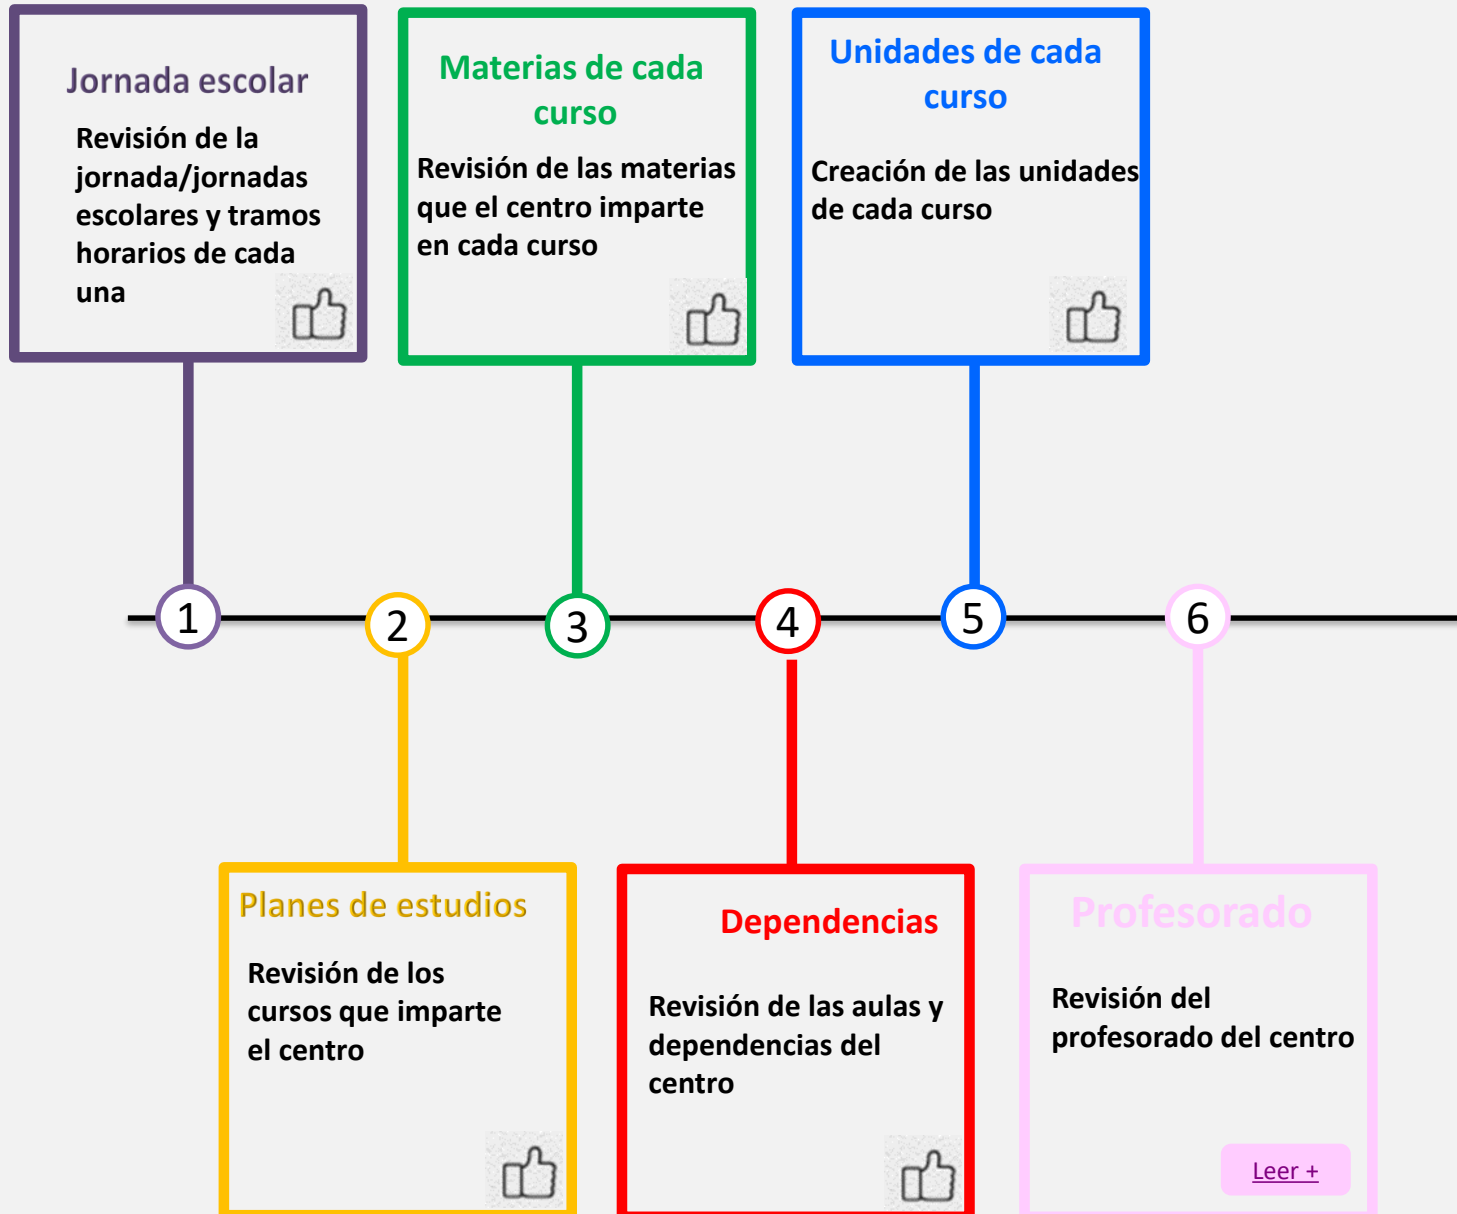 Jornada escolar
Revisión de la
jornada/jornadas
escolares y tramos
horarios de cada
una
Materias de cada
curso
Revisión de las materias
que el centro imparte
en cada curso
Unidades de cada
curso
Creación de las unidades
de cada curso
1
2
3
4
5
6
Planes de estudios
Revisión de los
cursos que imparte
el centro
Dependencias
Revisión de las aulas y
dependencias del
centro
Profesorado
Revisión del
profesorado del centro
Leer +